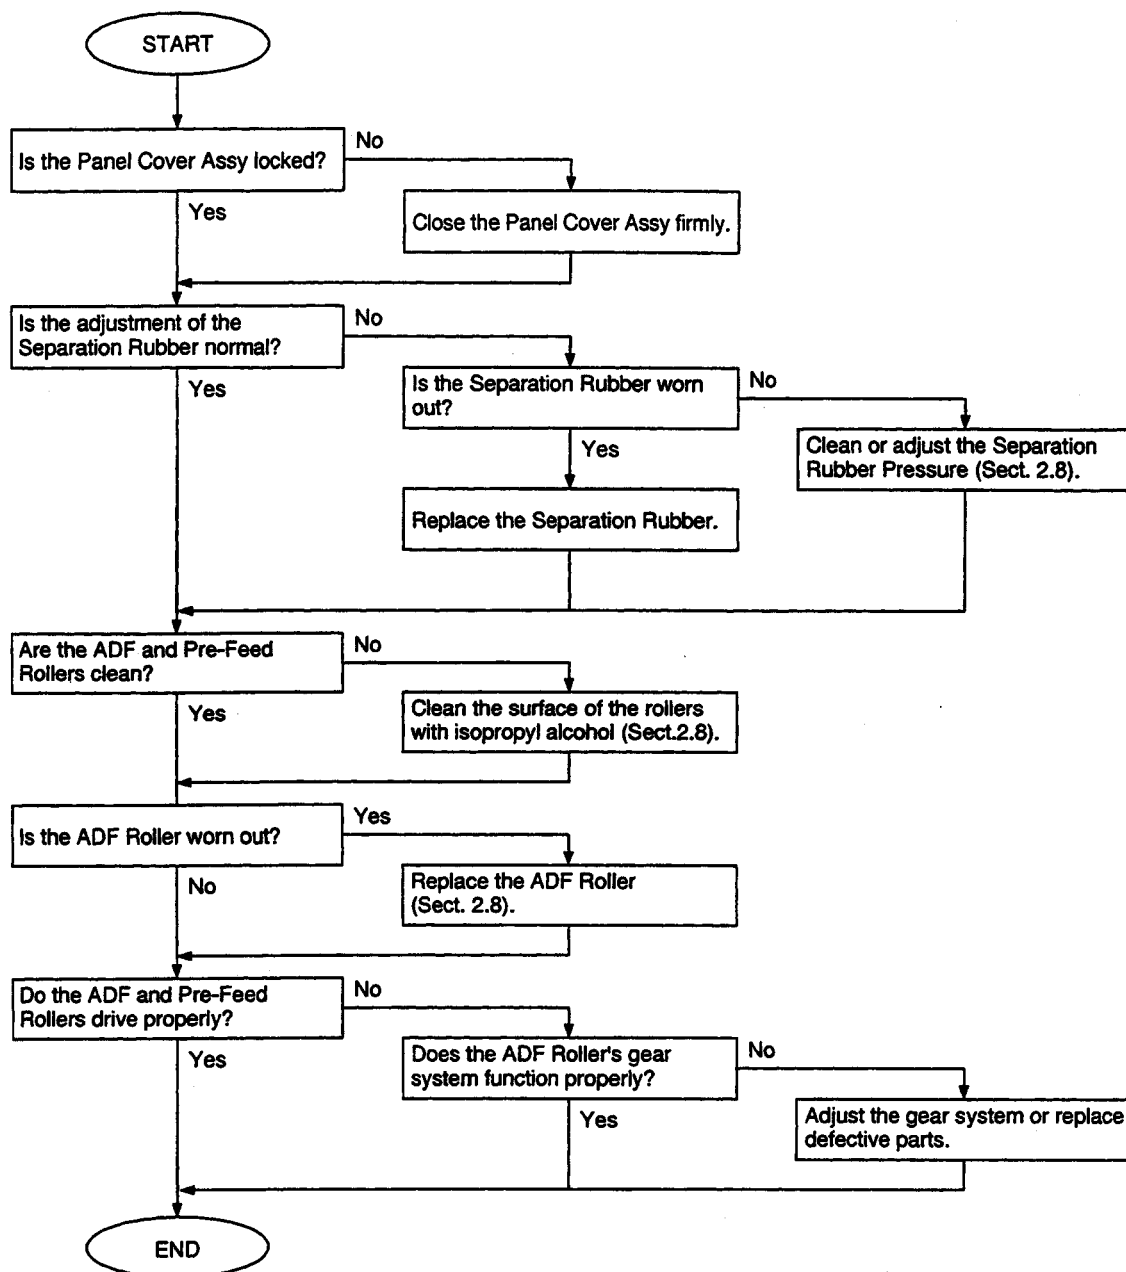 START
Is the Panel Cover Assy locked?
No
Yes
Close the Panel Cover Assy firmly.
Is the adjustment of the
Separation Rubber normal?
No
Yes
Is the Separation Rubber worn
out?
No
Yes
Clean or adjust the Separation
Rubber Pressure (Sect. 2.8).
Replace the Separation Rubber.
Are the ADF and Pre-Feed
Rollers clean?
No
Yes
Clean the surface of the rollers
with isopropyl alcohol (Sect.2.8).
Is the ADF Roller worn out?
Yes
No
Replace the ADF Roller
(Sect. 2.8).
Do the ADF and Pre-Feed
Rollers drive properly?
No
Yes
Does the ADF Roller's gear
system function properly?
No
Yes
Adjust the gear system or replace
defective parts.
END